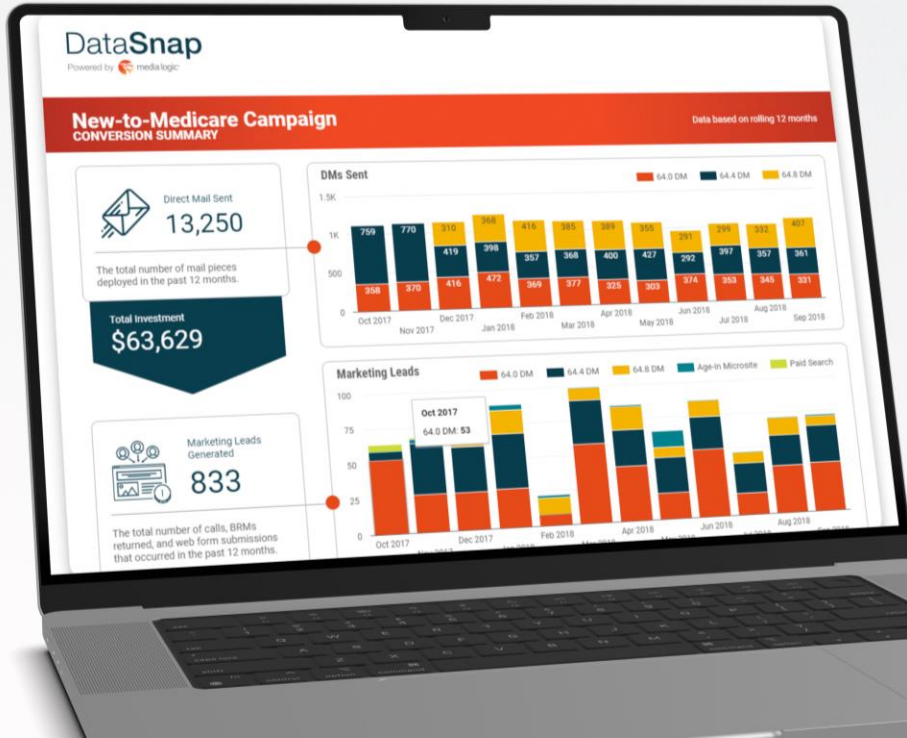 DataSnap
Powered by media logic
New-to-Medicare Campaign
CONVERSION SUMMARY
Data based on rolling 12 months
Direct Mail Sent
13,250
The total number of mail pieces
deployed in the past 12 months.
Total Investment
$63,629
Marketing Leads
Generated
833
The total number of calls, BRMs
returned, and web form submissions
that occurred in the past 12 months.
DMs Sent
64.0 DM 64.4 DM 64.8 DM
1.5K
1K
500
0
759 770 310 368 416 385 389 355 291 299 332 407
419 398 357 368 400 427 292 397 357 361
358 370 416 472 369 377 325 303 374 353 345 331
Oct 2017 Dec 2017 Feb 2018 Apr 2018 Jun 2018 Aug 2018
Nov 2017 Jan 2018 Mar 2018 May 2018 Jul 2018 Sep 2018
Marketing Leads
64.0 DM 64.4 DM 64.8 DM Age-In Microsite Paid Search
100
75
50
25
0
Oct 2017
64.0 DM: 53
Oct 2017 Dec 2017 Feb 2018 Apr 2018 Jun 2018 Aug 2018